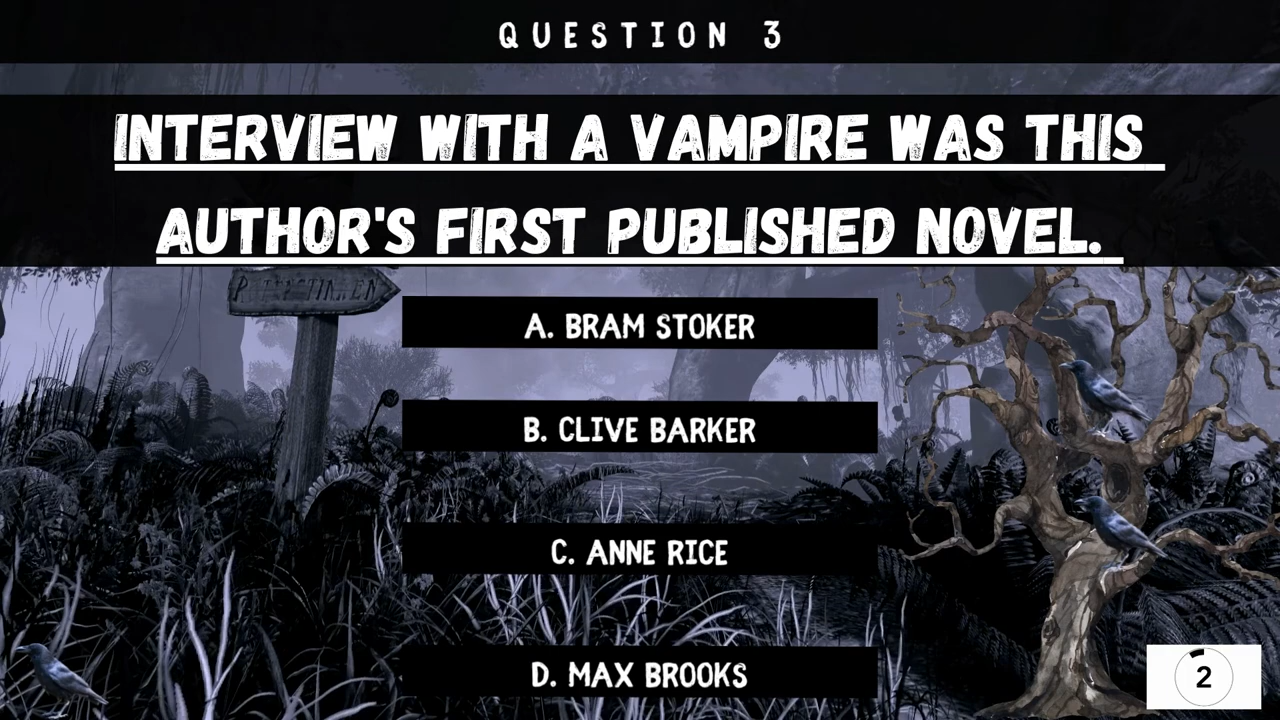 QUESTION 3
INTERVIEW WITH A VAMPIRE WAS THIS
AUTHOR'S FIRST PUBLISHED NOVEL.
A. BRAM STOKER
B. CLIVE BARKER
C. ANNE RICE
D. MAX BROOKS
2